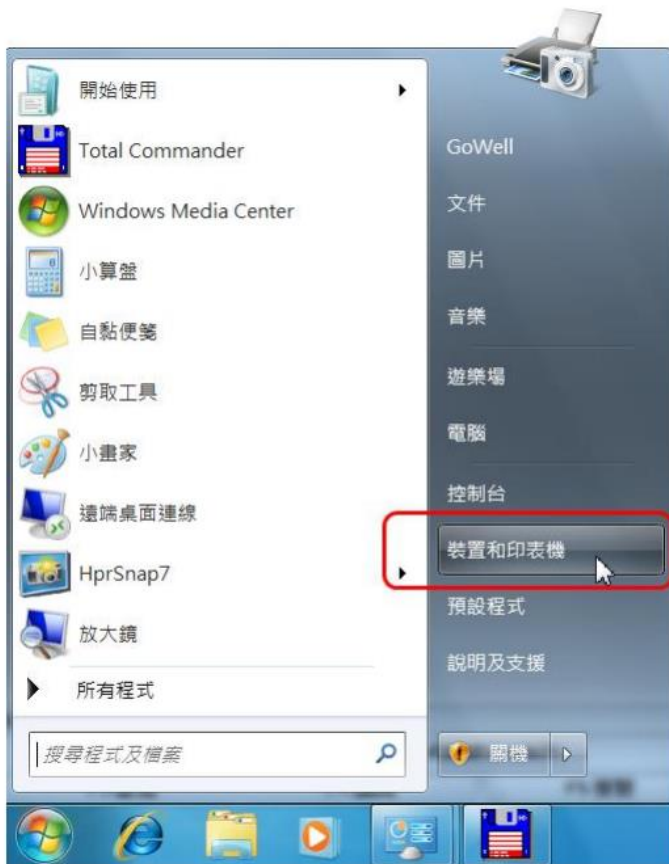 開始使用
Total Commander
Windows Media Center
小算盤
自黏便箋
剪取工具
小畫家
遠端桌面連線
HprSnap7
放大鏡
所有程式
搜尋程式及檔案
GoWell
文件
圖片
音樂
遊樂場
電腦
控制台
裝置和印表機
預設程式
說明及支援
關機